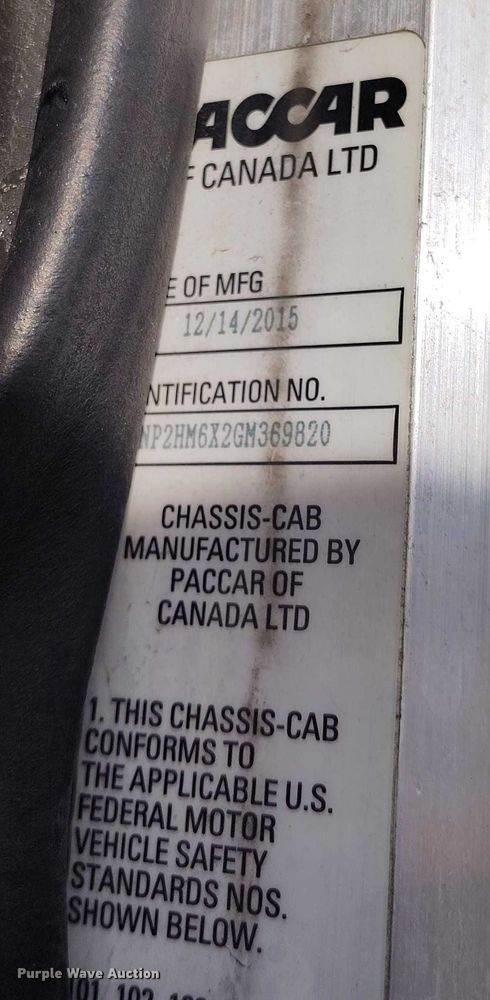 ACCAR
F CANADA LTD
E OF MFG
12/14/2015
NTIFICATION NO.
NP2HM6X2GM369820
CHASSIS-CAB
MANUFACTURED BY
PACCAR OF
CANADA LTD
1. THIS CHASSIS-CAB
CONFORMS TO
THE APPLICABLE U.S.
FEDERAL MOTOR
VEHICLE SAFETY
STANDARDS NOS.
SHOWN BELOW.
101, 102,
Purple Wave Auction